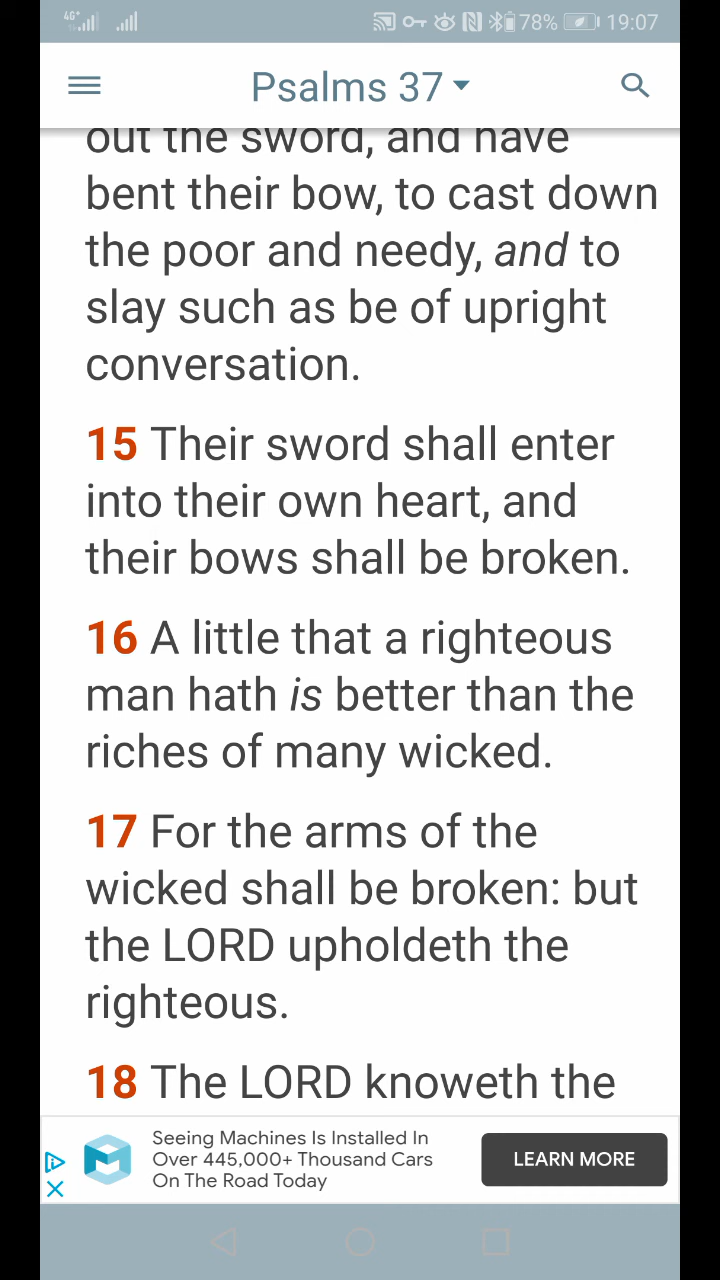 4G+
78%
19:07
Psalms 37
out the sword, and have
bent their bow, to cast down
the poor and needy, and to
slay such as be of upright
conversation.
15 Their sword shall enter
into their own heart, and
their bows shall be broken.
16 A little that a righteous
man hath is better than the
riches of many wicked.
17 For the arms of the
wicked shall be broken: but
the LORD upholdeth the
righteous.
18 The LORD knoweth the
Seeing Machines Is Installed In
Over 445,000+ Thousand Cars
On The Road Today
LEARN MORE